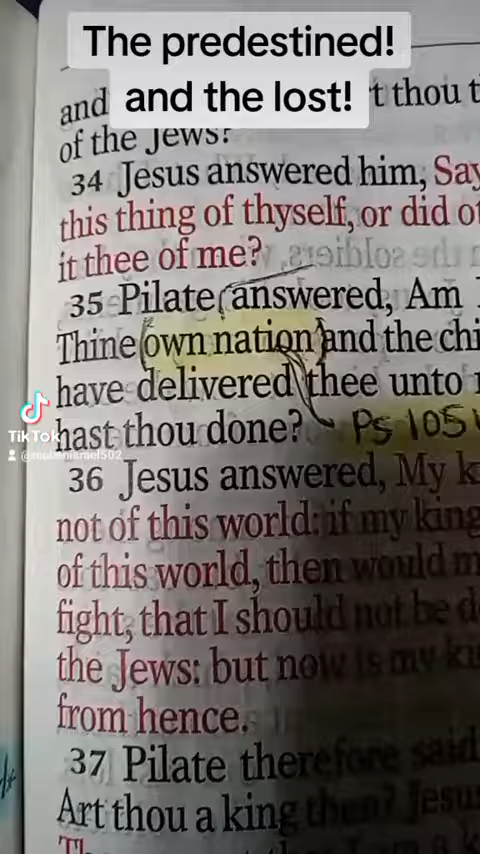 The predestined!
and the lost!
and t thou t
of the Jews?
34 Jesus answered him, Say
this thing of thyself, or did ot
it thee of me?
35 Pilate answered, Am I
Thine own nation and the chi
have delivered thee unto
hast thou done? Ps 105
36 Jesus answered, My k
not of this world: if my king
of this world, then would m
fight, that I should not be d
the Jews: but now is my ki
from hence.
37 Pilate therefore said
Art thou a king then? Jesu
TikTok